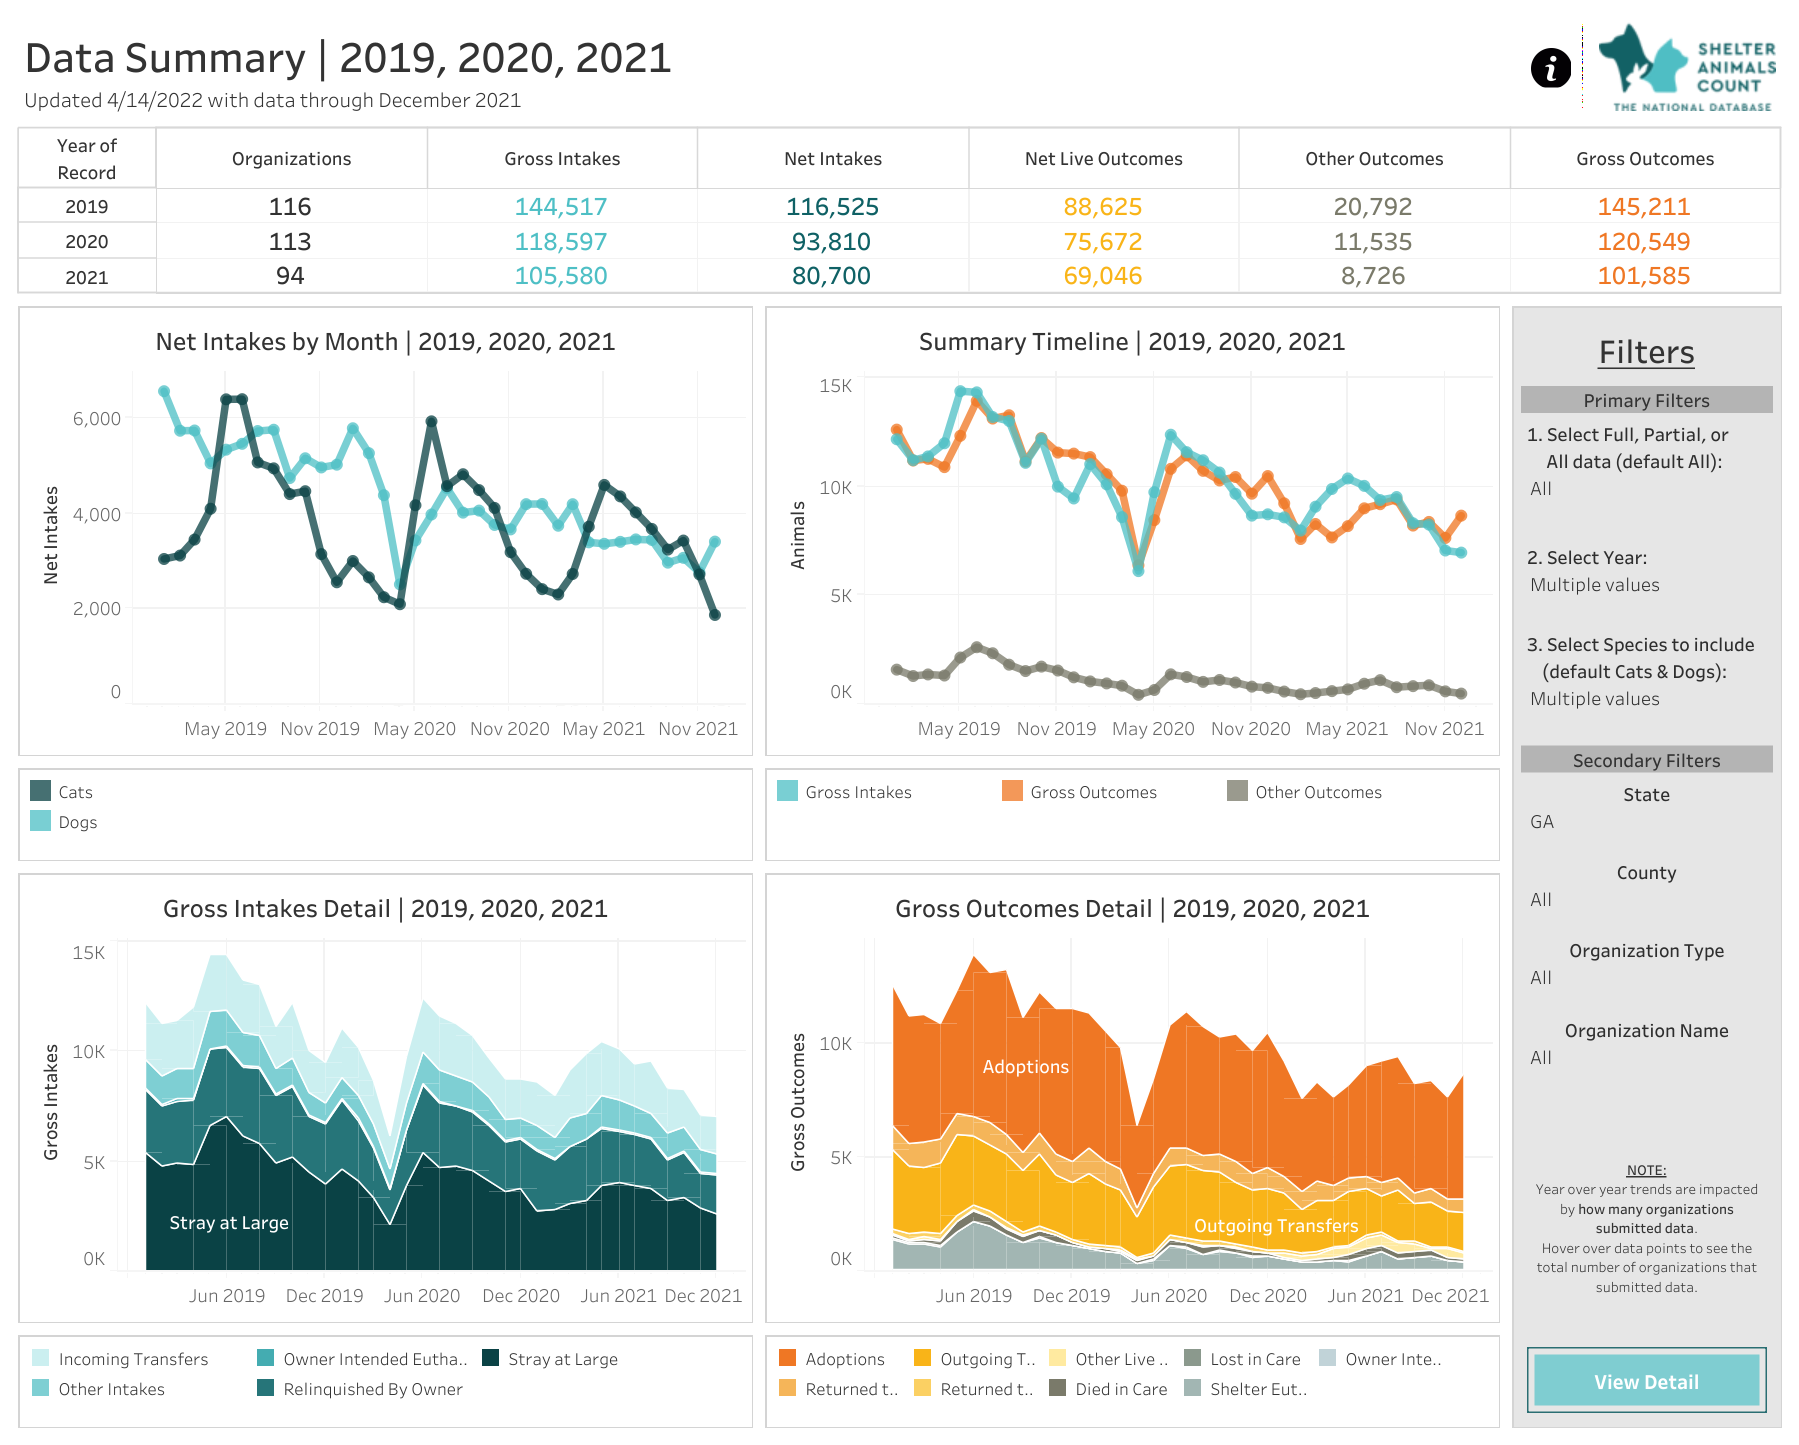 Data Summary | 2019, 2020, 2021
Updated 4/14/2022 with data through December 2021
i
SHELTER
ANIMALS
COUNT
THE NATIONAL DATABASE
Year of
Record
Organizations
Gross Intakes
Net Intakes
Net Live Outcomes
Other Outcomes
Gross Outcomes
2019 116 144,517 116,525 88,625 20,792 145,211
2020 113 118,597 93,810 75,672 11,535 120,549
2021 94 105,580 80,700 69,046 8,726 101,585
Net Intakes by Month | 2019, 2020, 2021
Net Intakes
6,000
4,000
2,000
0
May 2019 Nov 2019 May 2020 Nov 2020 May 2021 Nov 2021
Cats
Dogs
Summary Timeline | 2019, 2020, 2021
Animals
15K
10K
5K
0K
May 2019 Nov 2019 May 2020 Nov 2020 May 2021 Nov 2021
Gross Intakes Gross Outcomes Other Outcomes
Gross Intakes Detail | 2019, 2020, 2021
Gross Intakes
15K
10K
5K
0K
Stray at Large
Jun 2019 Dec 2019 Jun 2020 Dec 2020 Jun 2021 Dec 2021
Incoming Transfers Owner Intended Eutha.. Stray at Large
Other Intakes Relinquished By Owner
Gross Outcomes Detail | 2019, 2020, 2021
Gross Outcomes
10K
5K
0K
Adoptions
Outgoing Transfers
Jun 2019 Dec 2019 Jun 2020 Dec 2020 Jun 2021 Dec 2021
Adoptions Outgoing T.. Other Live .. Lost in Care Owner Inte..
Returned t.. Returned t.. Died in Care Shelter Eut..
Filters
Primary Filters
1. Select Full, Partial, or
All data (default All):
All
2. Select Year:
Multiple values
3. Select Species to include
(default Cats & Dogs):
Multiple values
Secondary Filters
State
GA
County
All
Organization Type
All
Organization Name
All
NOTE:
Year over year trends are impacted
by how many organizations
submitted data.
Hover over data points to see the
total number of organizations that
submitted data.
View Detail